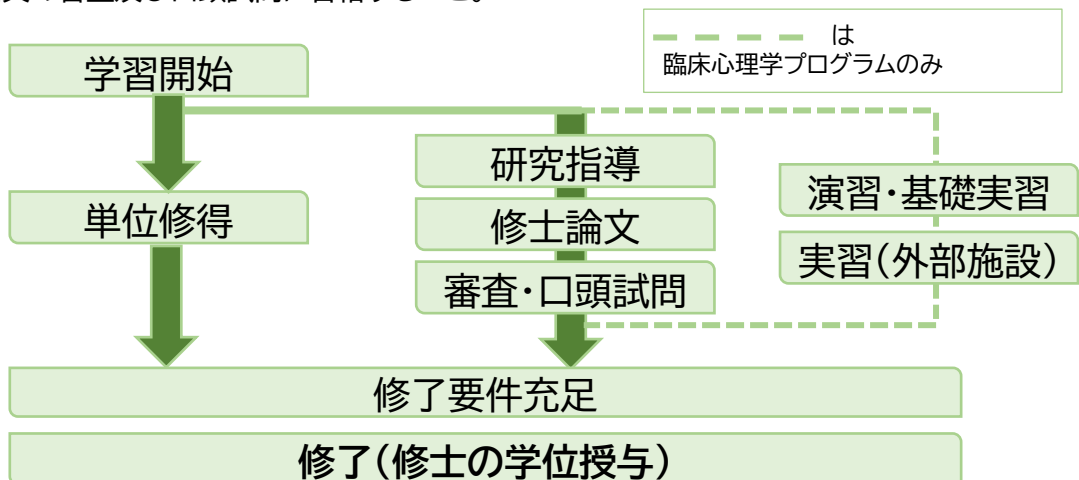 は
臨床心理学プログラムのみ
学習開始
研究指導
単位修得
修士論文
審査・口頭試問
演習・基礎実習
実習(外部施設)
修了要件充足
修了(修士の学位授与)